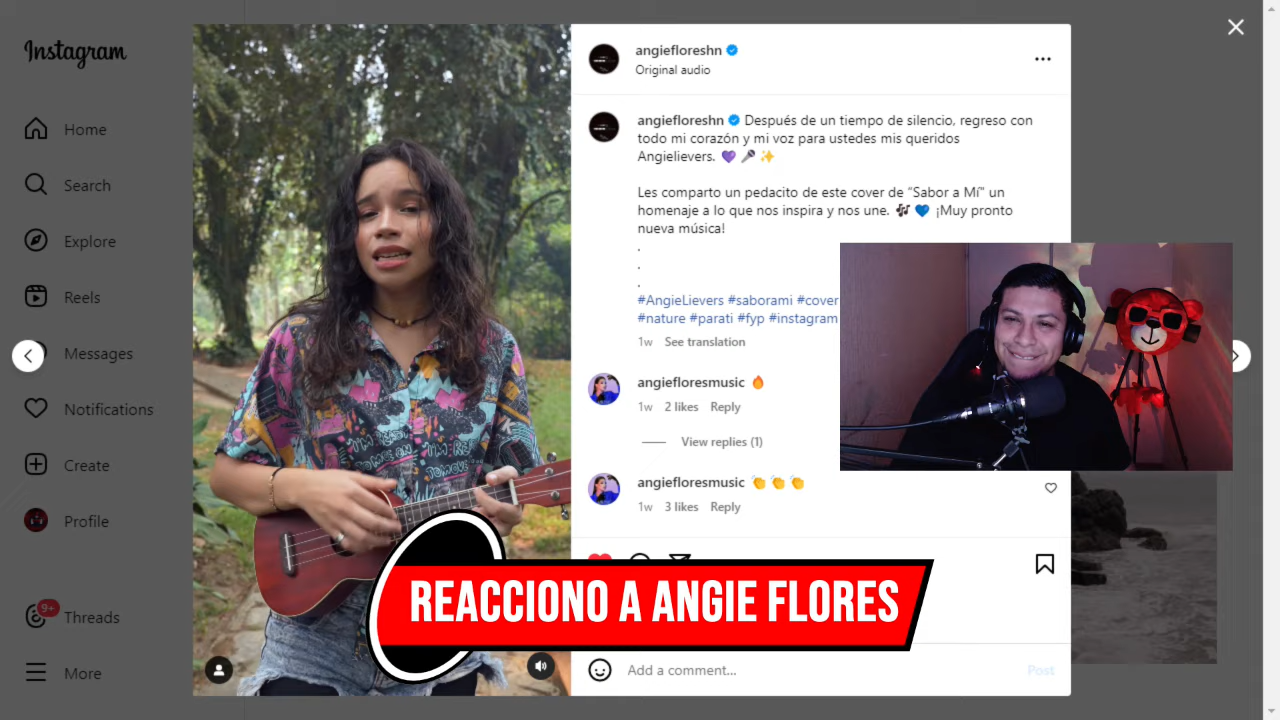 Instagram
Home
Search
Explore
Reels
Messages
Notifications
Create
Profile
9+
Threads
More
angiefloreshn
Original audio
angiefloreshn Después de un tiempo de silencio, regreso con
todo mi corazón y mi voz para ustedes mis queridos
Angielievers. 💜 🎤 ✨
Les comparto un pedacito de este cover de "Sabor a Mí" un
homenaje a lo que nos inspira y nos une. 🎶 💙 ¡Muy pronto
nueva música!
.
.
.
#AngieLievers #saborami #cover
#nature #parati #fyp #instagram
1w See translation
angiefloresmusic 🔥
1w 2 likes Reply
View replies (1)
angiefloresmusic 👏 👏 👏
1w 3 likes Reply
REACCIONO A ANGIE FLORES
Add a comment...
Post